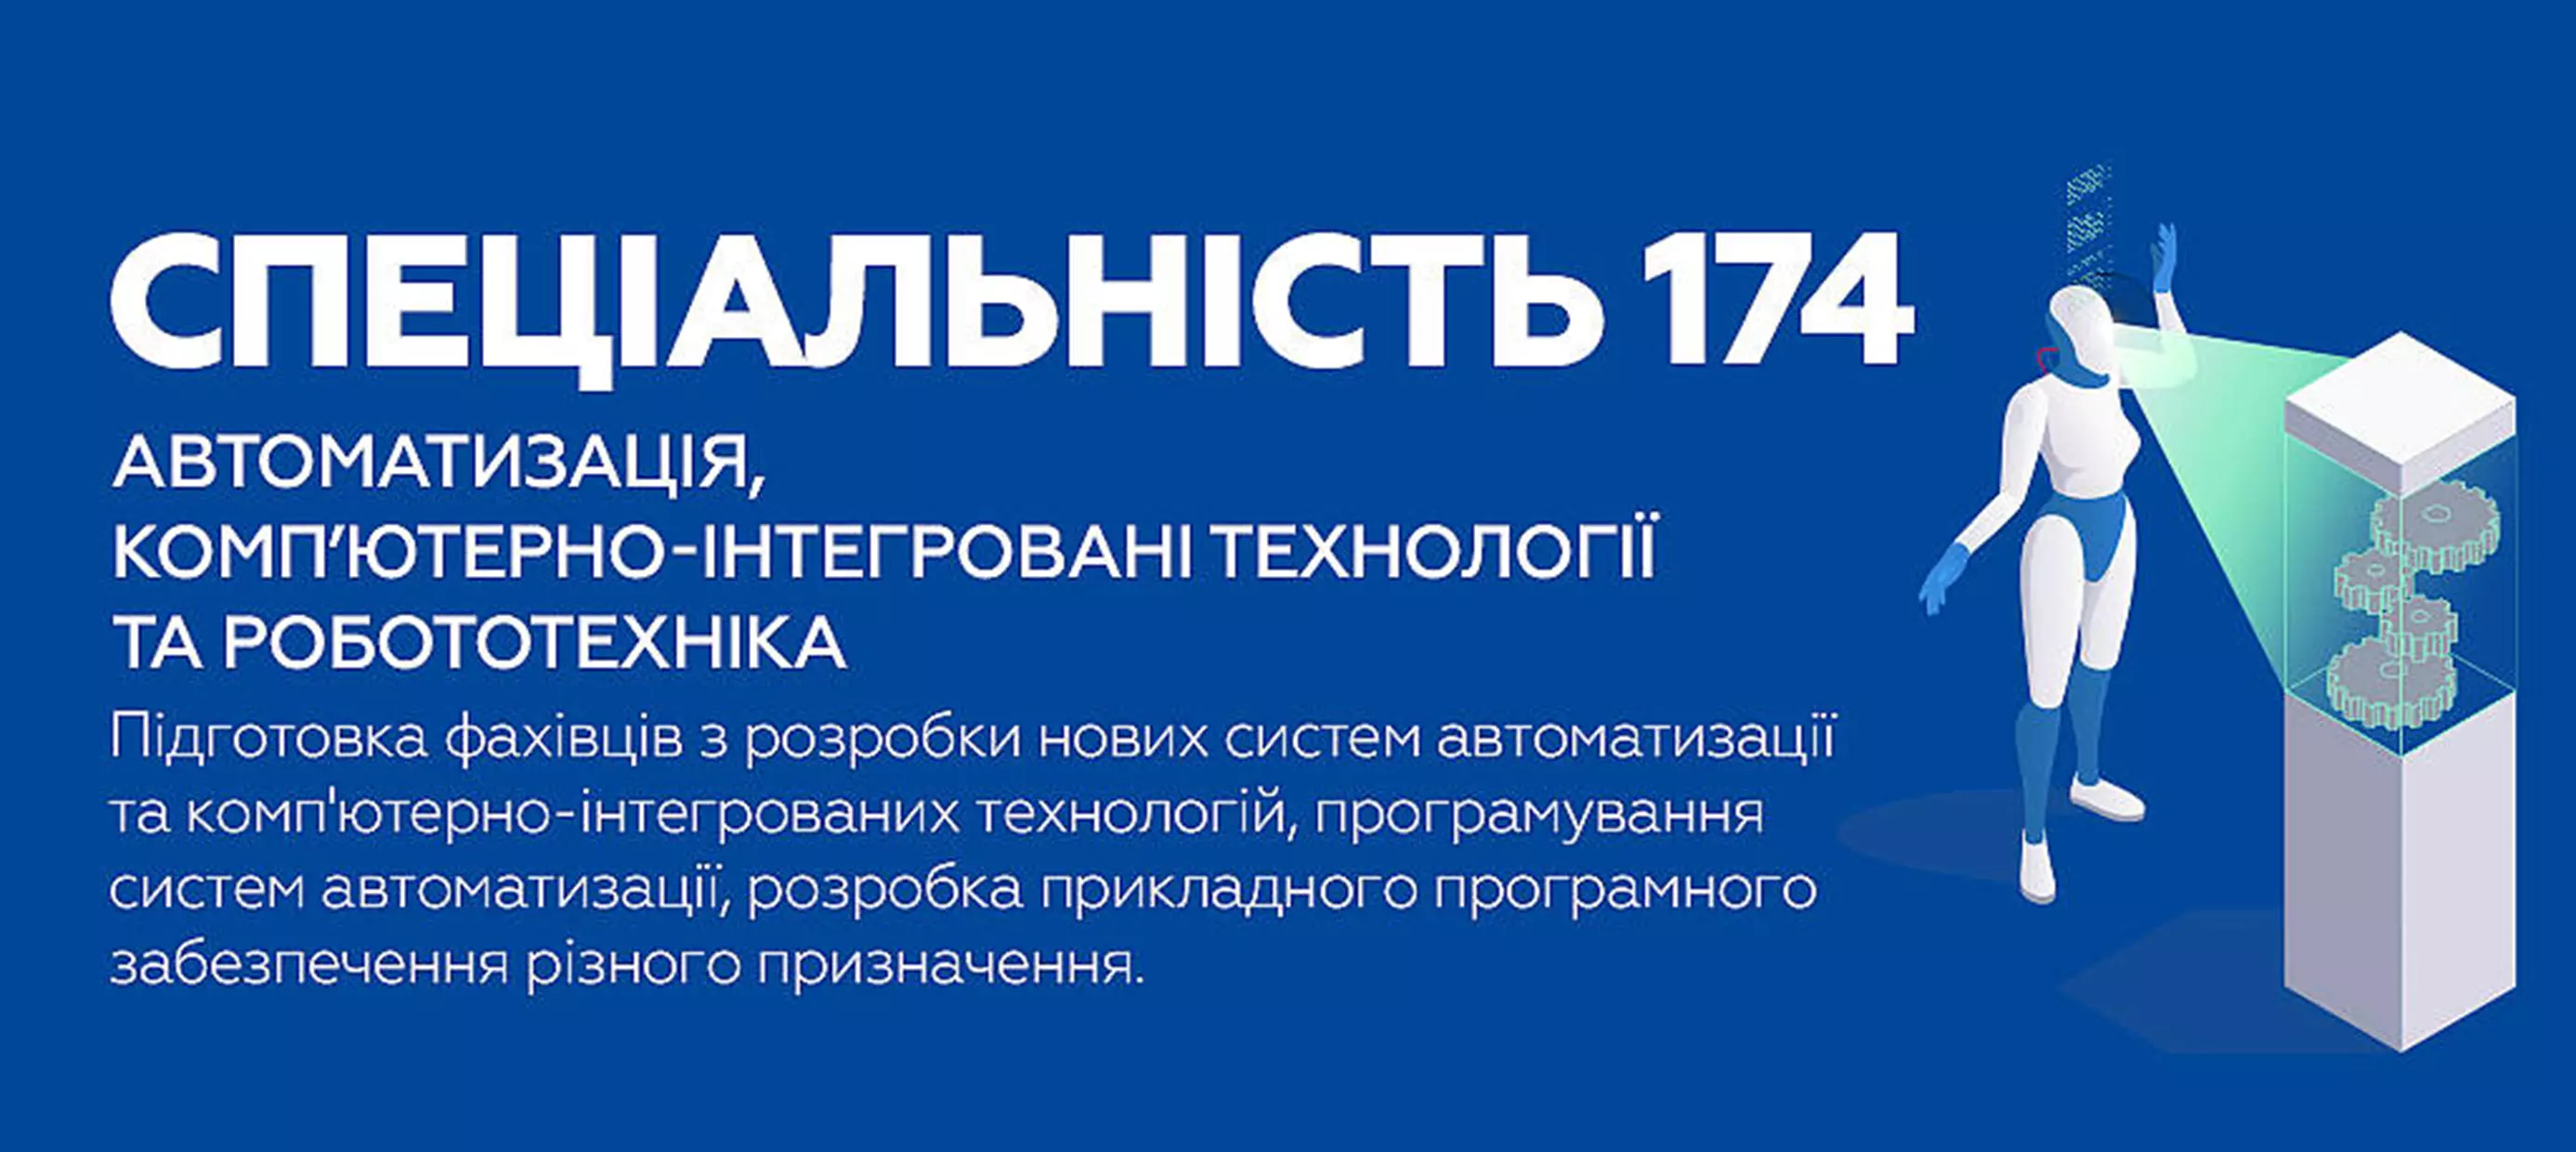 СПЕЦІАЛЬНІСТЬ 174
АВТОМАТИЗАЦІЯ,
КОМП’ЮТЕРНО-ІНТЕГРОВАНІ ТЕХНОЛОГІЇ
ТА РОБОТОТЕХНІКА
Підготовка фахівців з розробки нових систем автоматизації
та комп'ютерно-інтегрованих технологій, програмування
систем автоматизації, розробка прикладного програмного
забезпечення різного призначення.